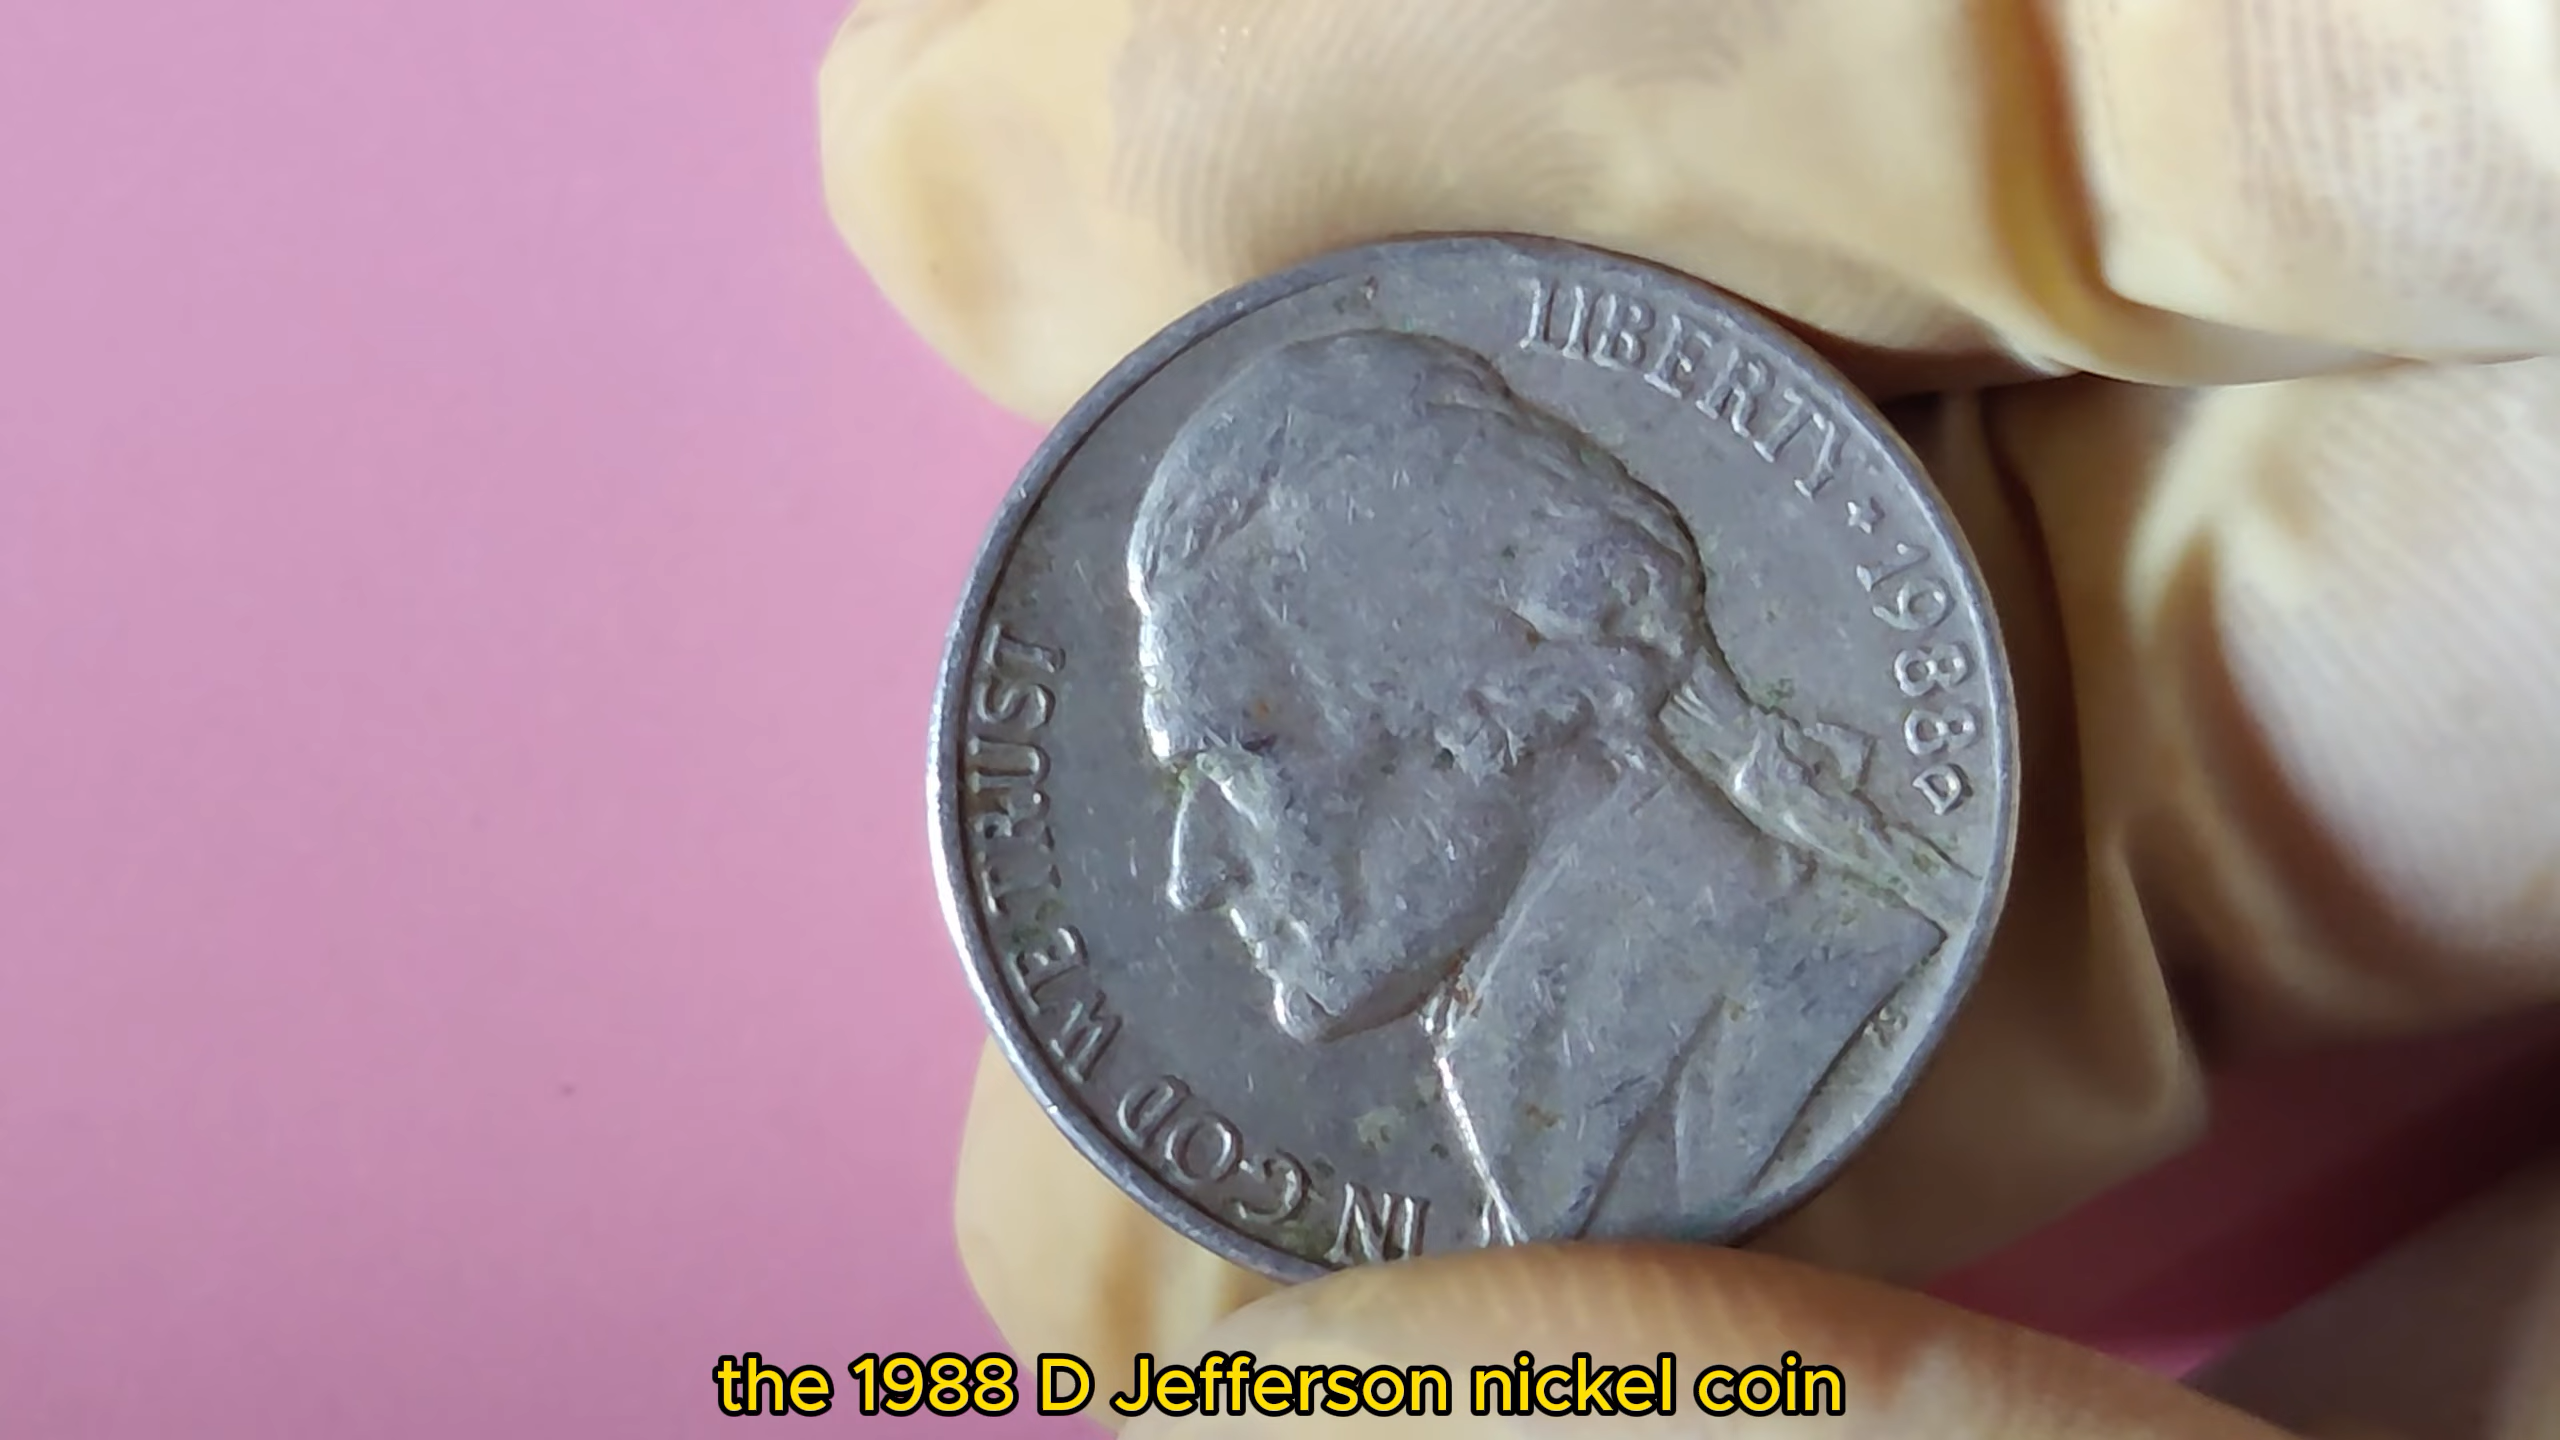 LIBERTY ★ 1988 D
IN GOD WE TRUST
the 1988 D Jefferson nickel coin